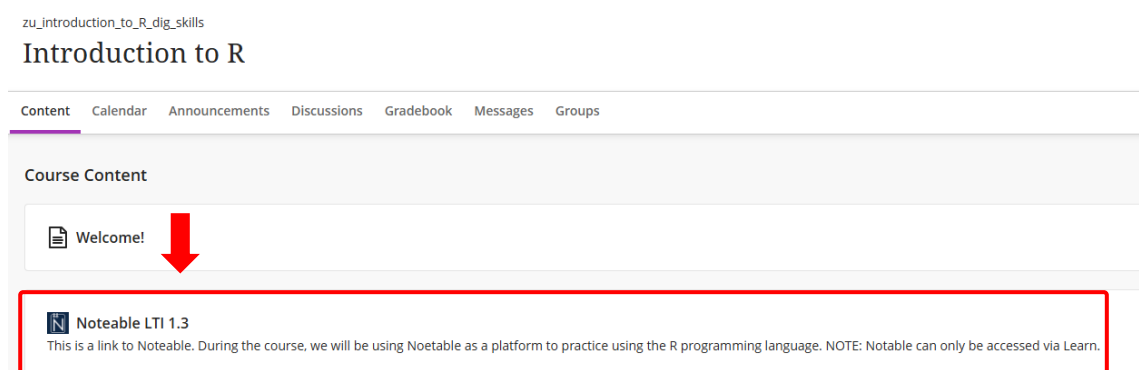 zu_introduction_to_R_dig_skills
Introduction to R
Content Calendar Announcements Discussions Gradebook Messages Groups
Course Content
Welcome!
N Noteable LTI 1.3
This is a link to Noteable. During the course, we will be using Noetable as a platform to practice using the R programming language. NOTE: Notable can only be accessed via Learn.